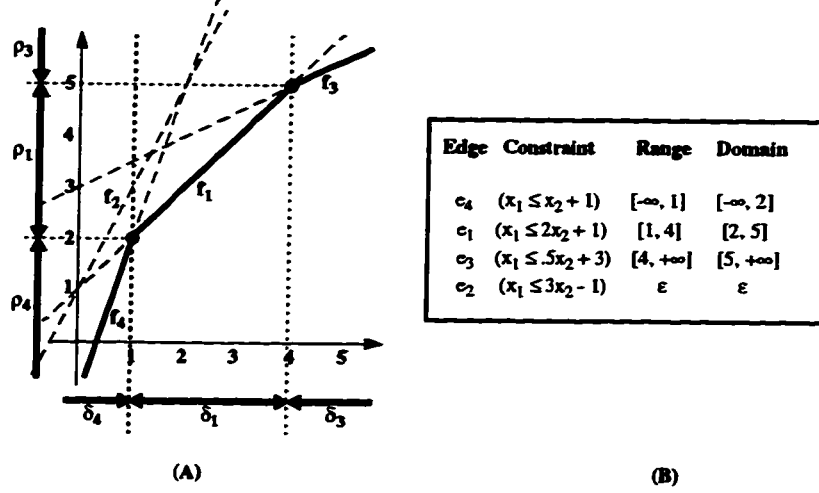 ρ3
5
f3
4
ρ1
3
f2
f1
2
1
ρ4
f4
1 2 3 4 5
δ4 δ1 δ3
(A)
Edge Constraint Range Domain
e4 (x1 ≤ x2 + 1) [-∞, 1] [-∞, 2]
e1 (x1 ≤ 2x2 + 1) [1, 4] [2, 5]
e3 (x1 ≤ .5x2 + 3) [4, +∞] [5, +∞]
e2 (x1 ≤ 3x2 - 1) ε ε
(B)